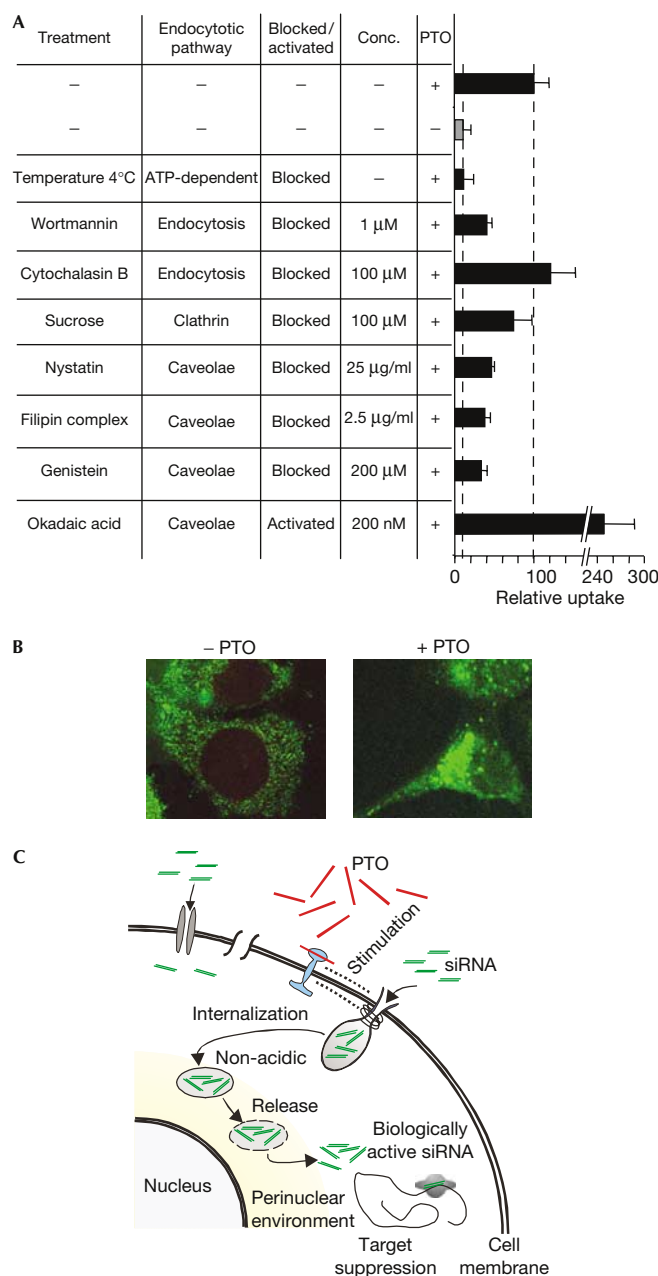 A
Treatment Endocytotic pathway Blocked/ activated Conc. PTO
– – – – +
– – – – –
Temperature 4°C ATP-dependent Blocked – +
Wortmannin Endocytosis Blocked 1 µM +
Cytochalasin B Endocytosis Blocked 100 µM +
Sucrose Clathrin Blocked 100 µM +
Nystatin Caveolae Blocked 25 µg/ml +
Filipin complex Caveolae Blocked 2.5 µg/ml +
Genistein Caveolae Blocked 200 µM +
Okadaic acid Caveolae Activated 200 nM +
0 100 240 300
Relative uptake
B
– PTO + PTO
C
PTO
Stimulation
siRNA
Internalization
Non-acidic
Release
Biologically
active siRNA
Nucleus
Perinuclear
environment
Target
suppression
Cell
membrane